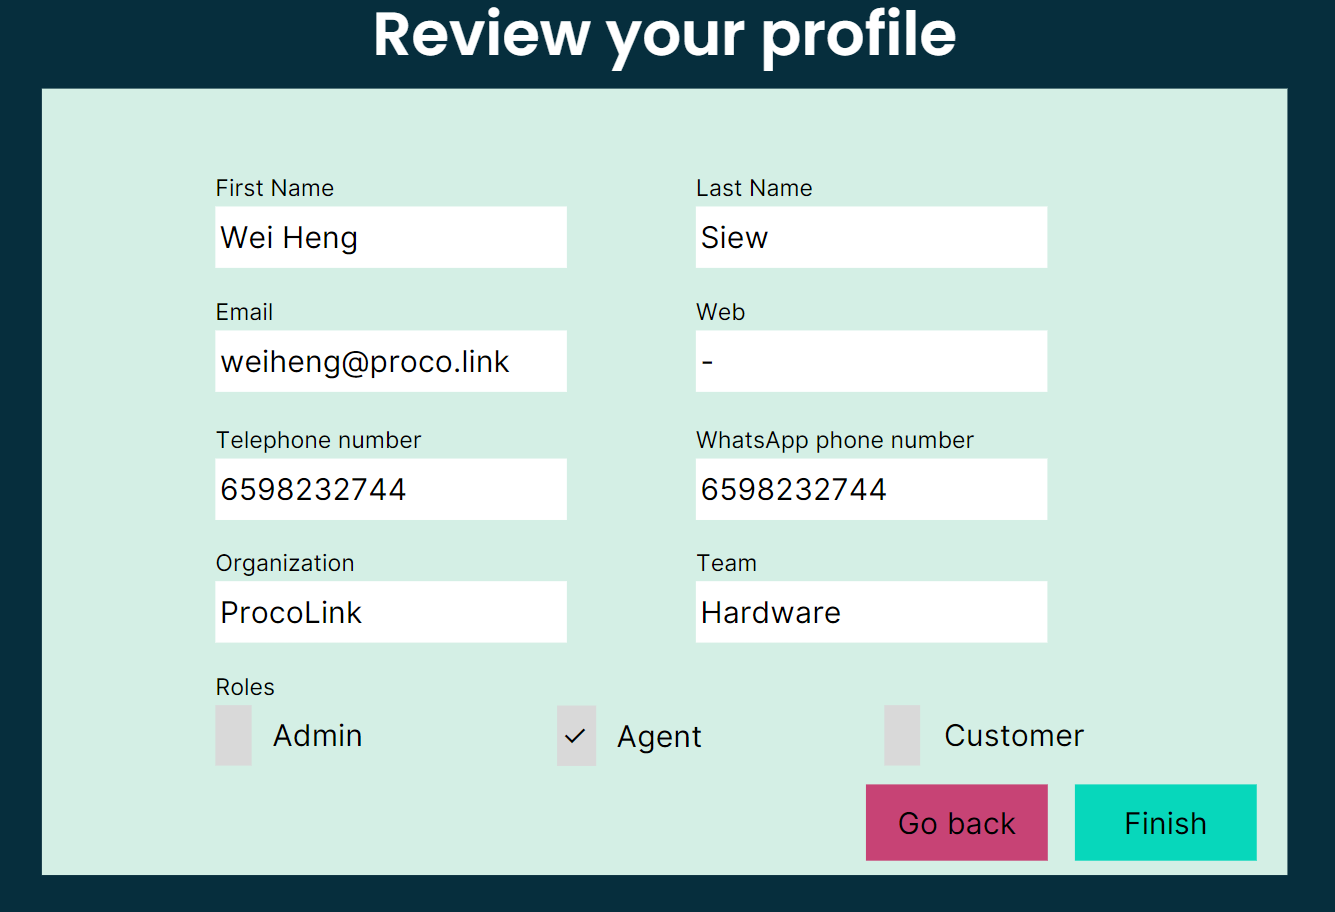 Review your profile
First Name
Last Name
Wei Heng
Siew
Email
Web
weiheng@proco.link
-
Telephone number
WhatsApp phone number
6598232744
6598232744
Organization
Team
ProcoLink
Hardware
Roles
Admin
Agent
Customer
Go back
Finish